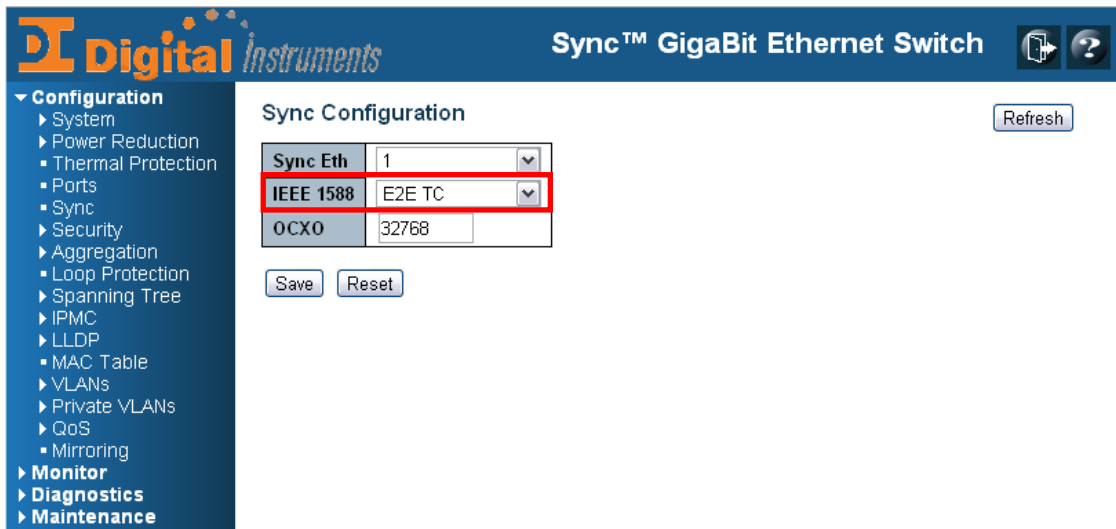 DI Digital Instruments
Sync™ GigaBit Ethernet Switch
?
Configuration
System
Power Reduction
Thermal Protection
Ports
Sync
Security
Aggregation
Loop Protection
Spanning Tree
IPMC
LLDP
MAC Table
VLANs
Private VLANs
QoS
Mirroring
Monitor
Diagnostics
Maintenance
Sync Configuration
Refresh
Sync Eth 1
IEEE 1588 E2E TC
OCXO 32768
Save Reset